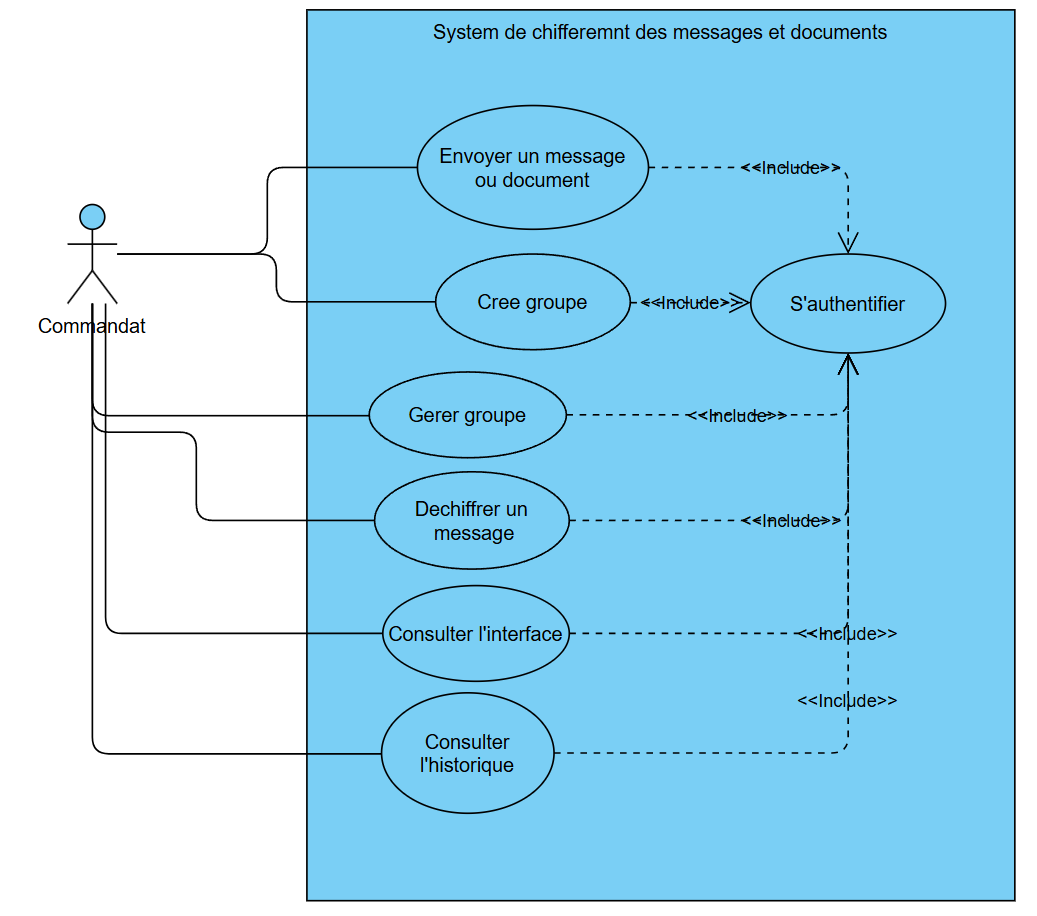 System de chifferemnt des messages et documents
Envoyer un message
ou document
<<Include>>
Cree groupe
<<Include>>
S'authentifier
Commandat
Gerer groupe
<<Include>>
Dechiffrer un
message
<<Include>>
Consulter l'interface
<<Include>>
<<Include>>
Consulter
l'historique